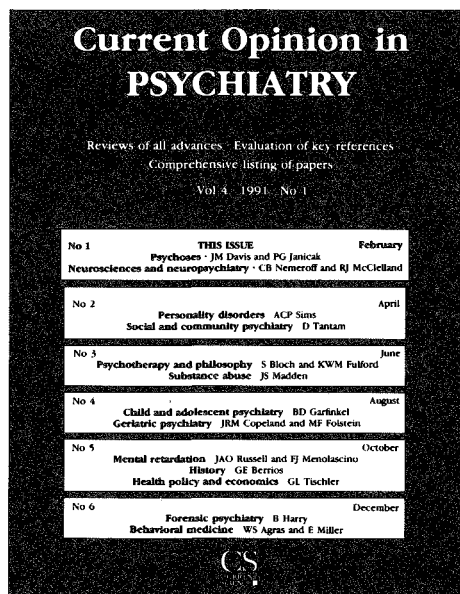 Current Opinion in
PSYCHIATRY
Reviews of all advances Evaluation of key references
Comprehensive listing of papers
Vol 4 1991 No 1
No 1 THIS ISSUE February
Psychoses · JM Davis and PG Janicak
Neurosciences and neuropsychiatry · CB Nemeroff and RJ McClelland
No 2 April
Personality disorders ACP Sims
Social and community psychiatry D Tantam
No 3 June
Psychotherapy and philosophy S Bloch and KWM Fulford
Substance abuse JS Madden
No 4 August
Child and adolescent psychiatry BD Garfinkel
Geriatric psychiatry JRM Copeland and MF Folstein
No 5 October
Mental retardation JAO Russell and FJ Menolascino
History GE Berrios
Health policy and economics GL Tischler
No 6 December
Forensic psychiatry B Harry
Behavioral medicine WS Agras and E Miller
CS